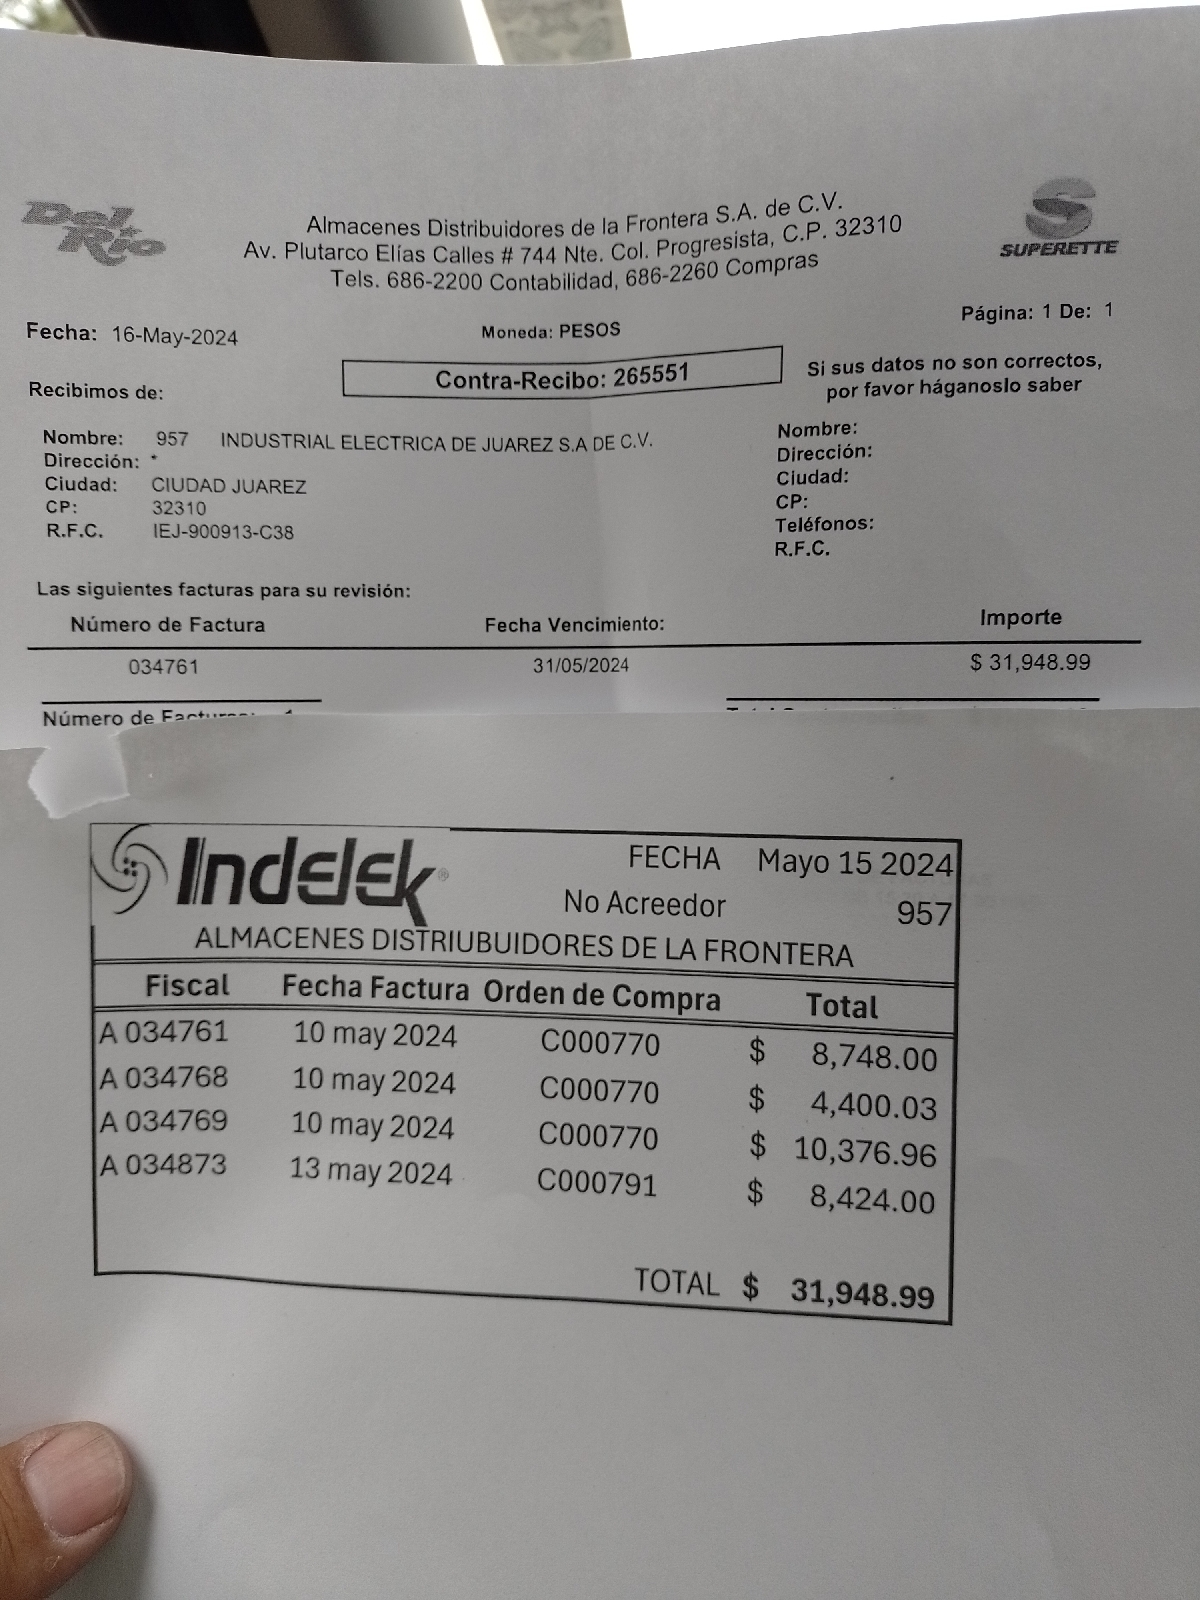 Del Rio
Almacenes Distribuidores de la Frontera S.A. de C.V.
Av. Plutarco Elías Calles # 744 Nte. Col. Progresista, C.P. 32310
Tels. 686-2200 Contabilidad, 686-2260 Compras
S
SUPERETTE
Fecha: 16-May-2024
Moneda: PESOS
Página: 1 De: 1
Contra-Recibo: 265551
Si sus datos no son correctos,
por favor háganoslo saber
Recibimos de:
Nombre: 957 INDUSTRIAL ELECTRICA DE JUAREZ S.A DE C.V.
Dirección: *
Ciudad: CIUDAD JUAREZ
CP: 32310
R.F.C. IEJ-900913-C38
Nombre:
Dirección:
Ciudad:
CP:
Teléfonos:
R.F.C.
Las siguientes facturas para su revisión:
Número de Factura Fecha Vencimiento: Importe
034761 31/05/2024 $ 31,948.99
Número de Facturas:
Indelek®
FECHA Mayo 15 2024
No Acreedor 957
ALMACENES DISTRIUBUIDORES DE LA FRONTERA
Fiscal Fecha Factura Orden de Compra Total
A 034761 10 may 2024 C000770 $ 8,748.00
A 034768 10 may 2024 C000770 $ 4,400.03
A 034769 10 may 2024 C000770 $ 10,376.96
A 034873 13 may 2024 C000791 $ 8,424.00
TOTAL $ 31,948.99